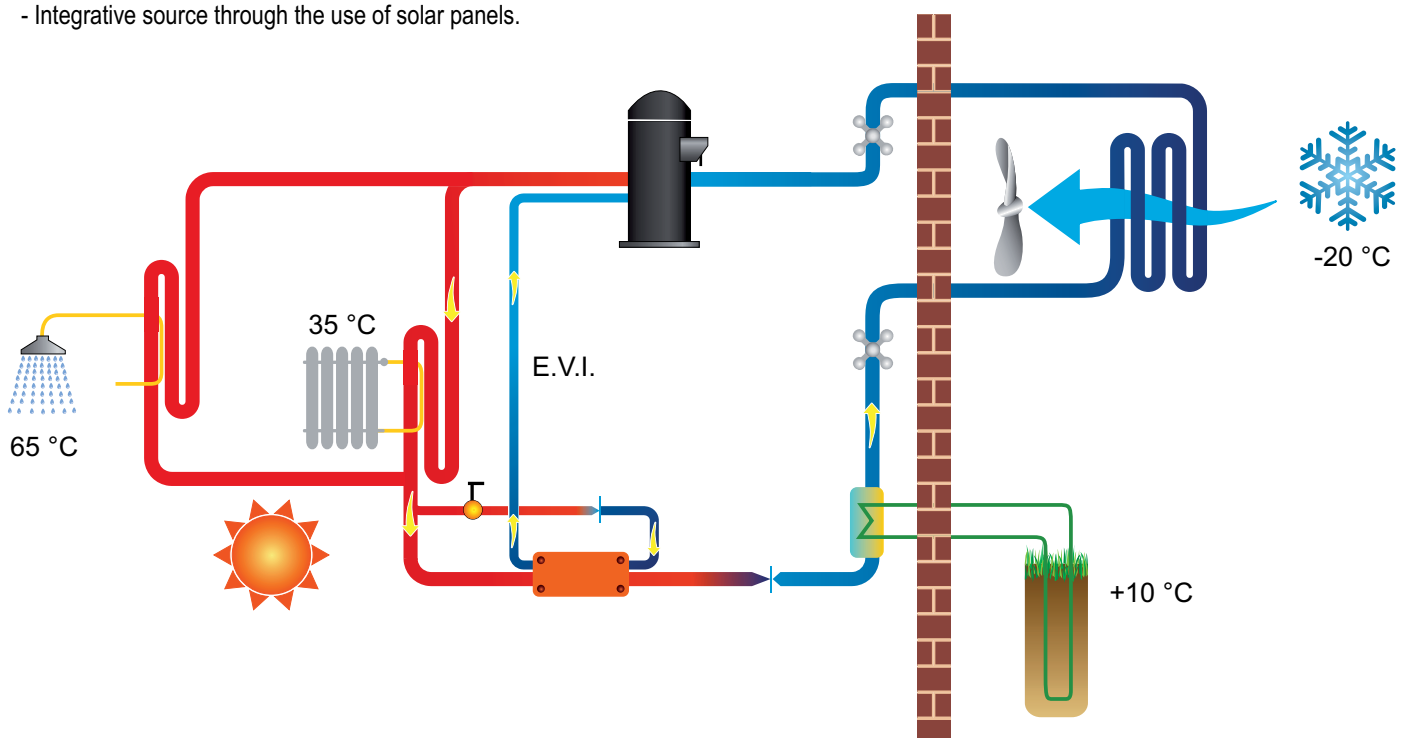 - Integrative source through the use of solar panels.
-20 °C
35 °C
E.V.I.
65 °C
+10 °C